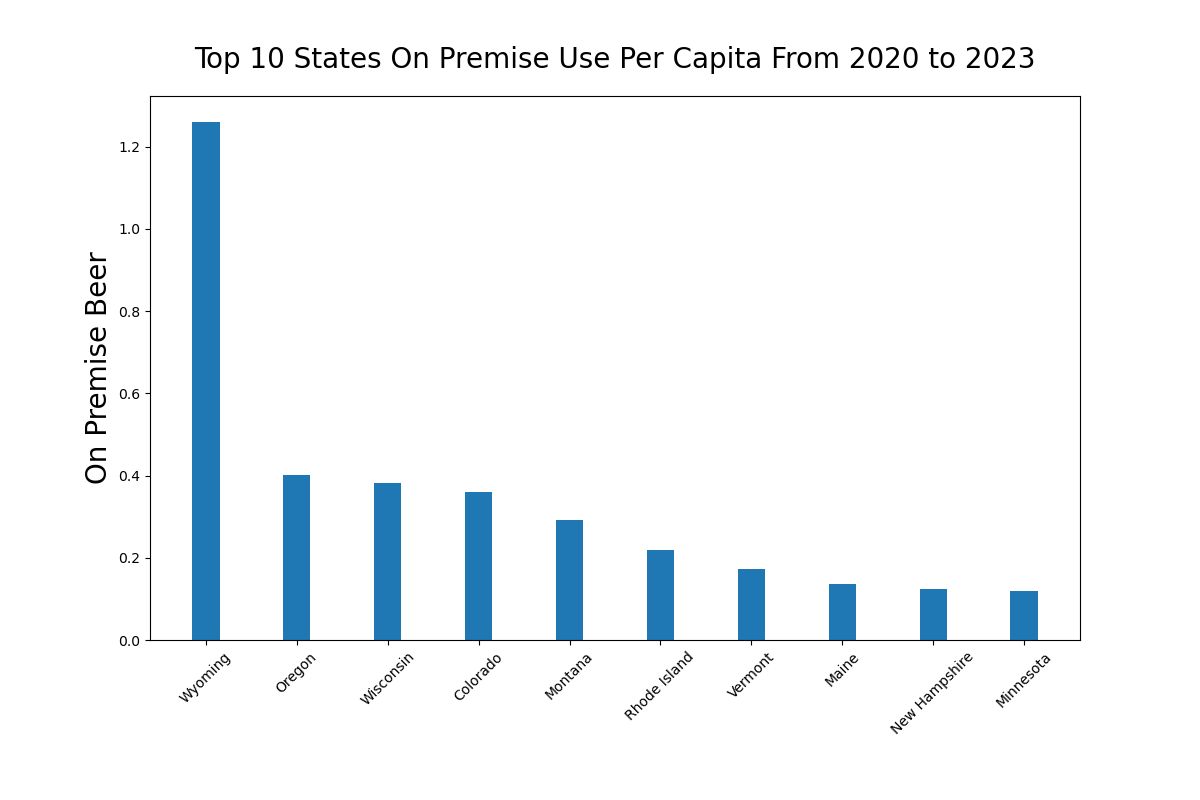 Top 10 States On Premise Use Per Capita From 2020 to 2023
On Premise Beer
1.2
1.0
0.8
0.6
0.4
0.2
0.0
Wyoming
Oregon
Wisconsin
Colorado
Montana
Rhode Island
Vermont
Maine
New Hampshire
Minnesota